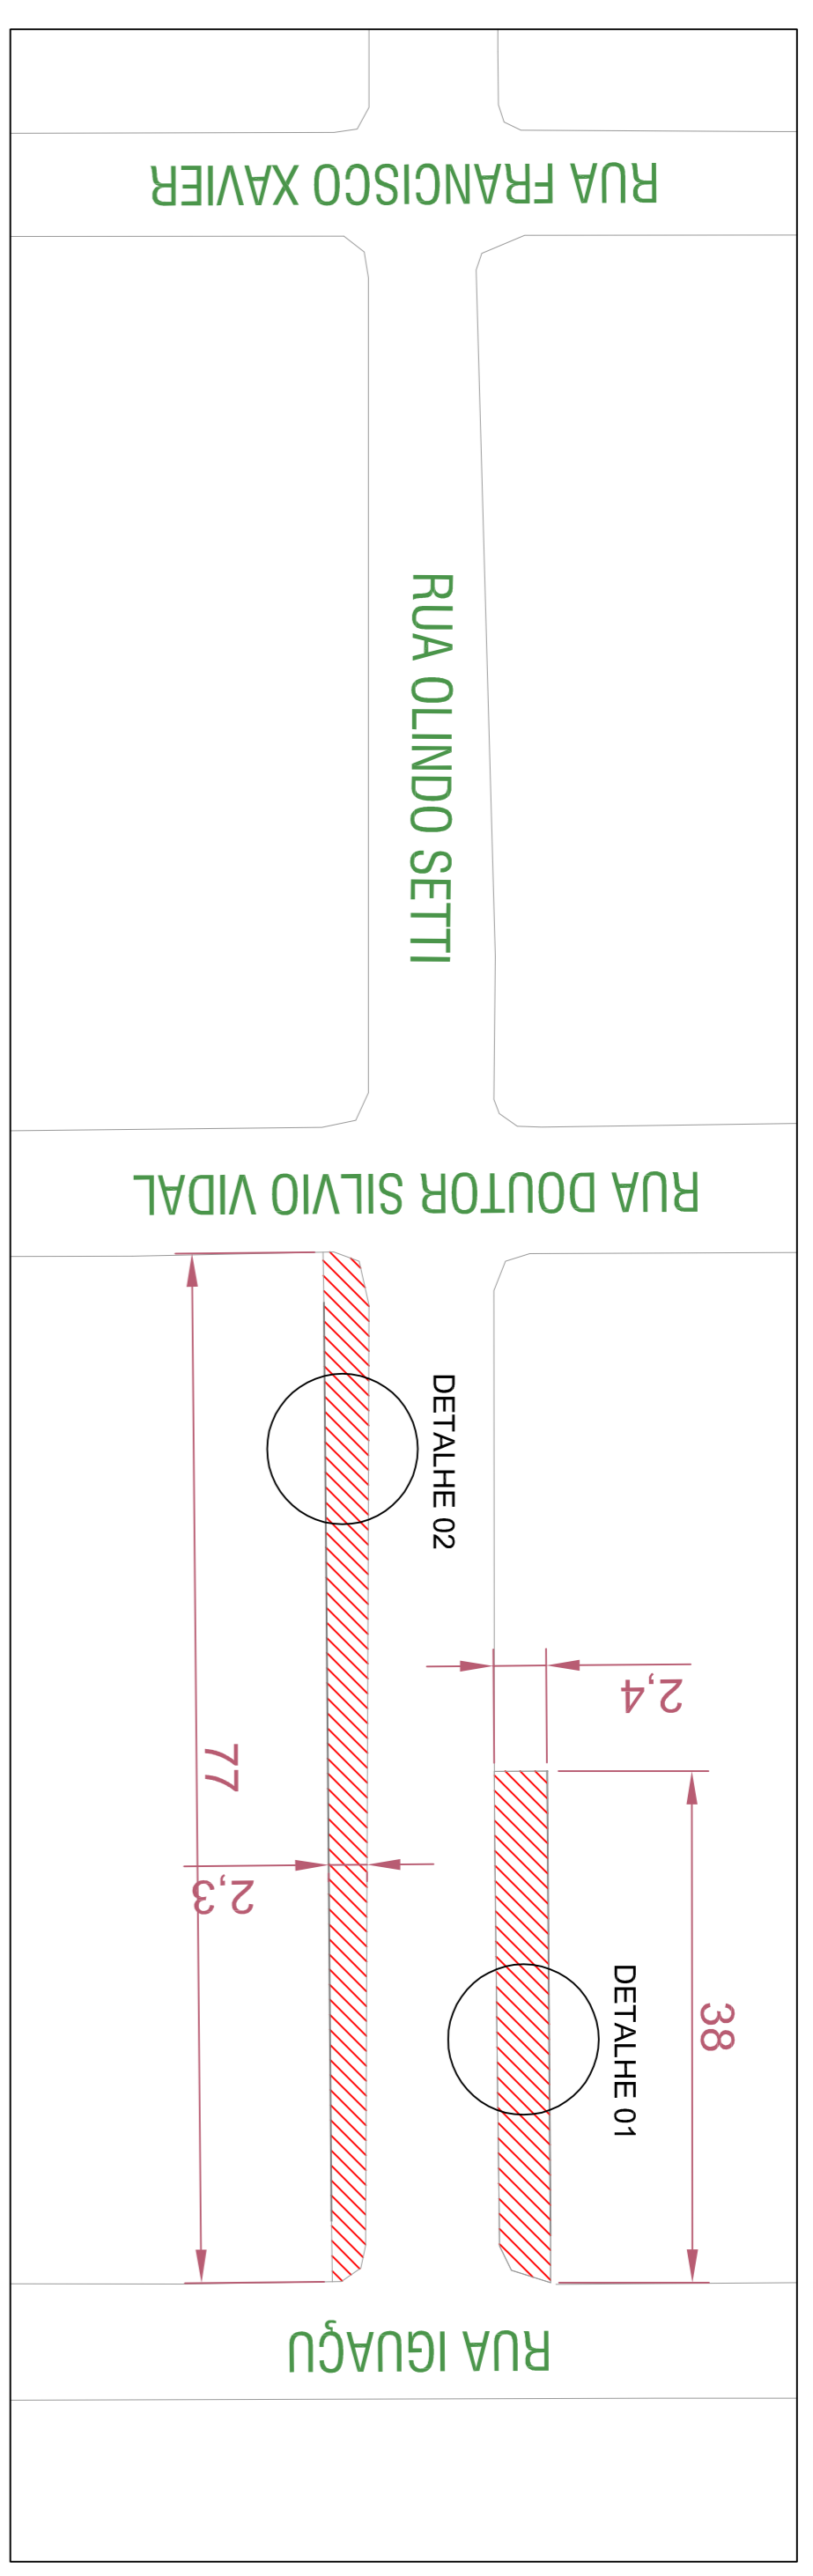 RUA FRANCISCO XAVIER
RUA OLINDO SETTI
RUA DOUTOR SILVIO VIDAL
DETALHE 02
2,4
77
2,3
DETALHE 01
38
RUA IGUAÇU